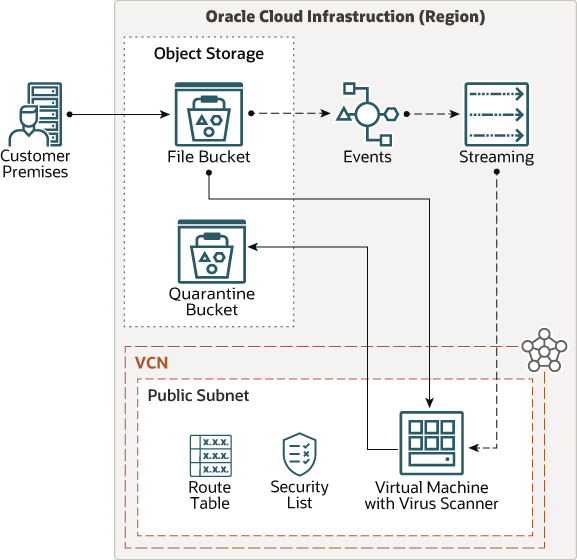 Oracle Cloud Infrastructure (Region)
Object Storage
Customer
Premises
File Bucket
Events
Streaming
Quarantine
Bucket
VCN
Public Subnet
x.x.x.
x.x.x.
x.x.x.
Route
Table
Security
List
Virtual Machine
with Virus Scanner